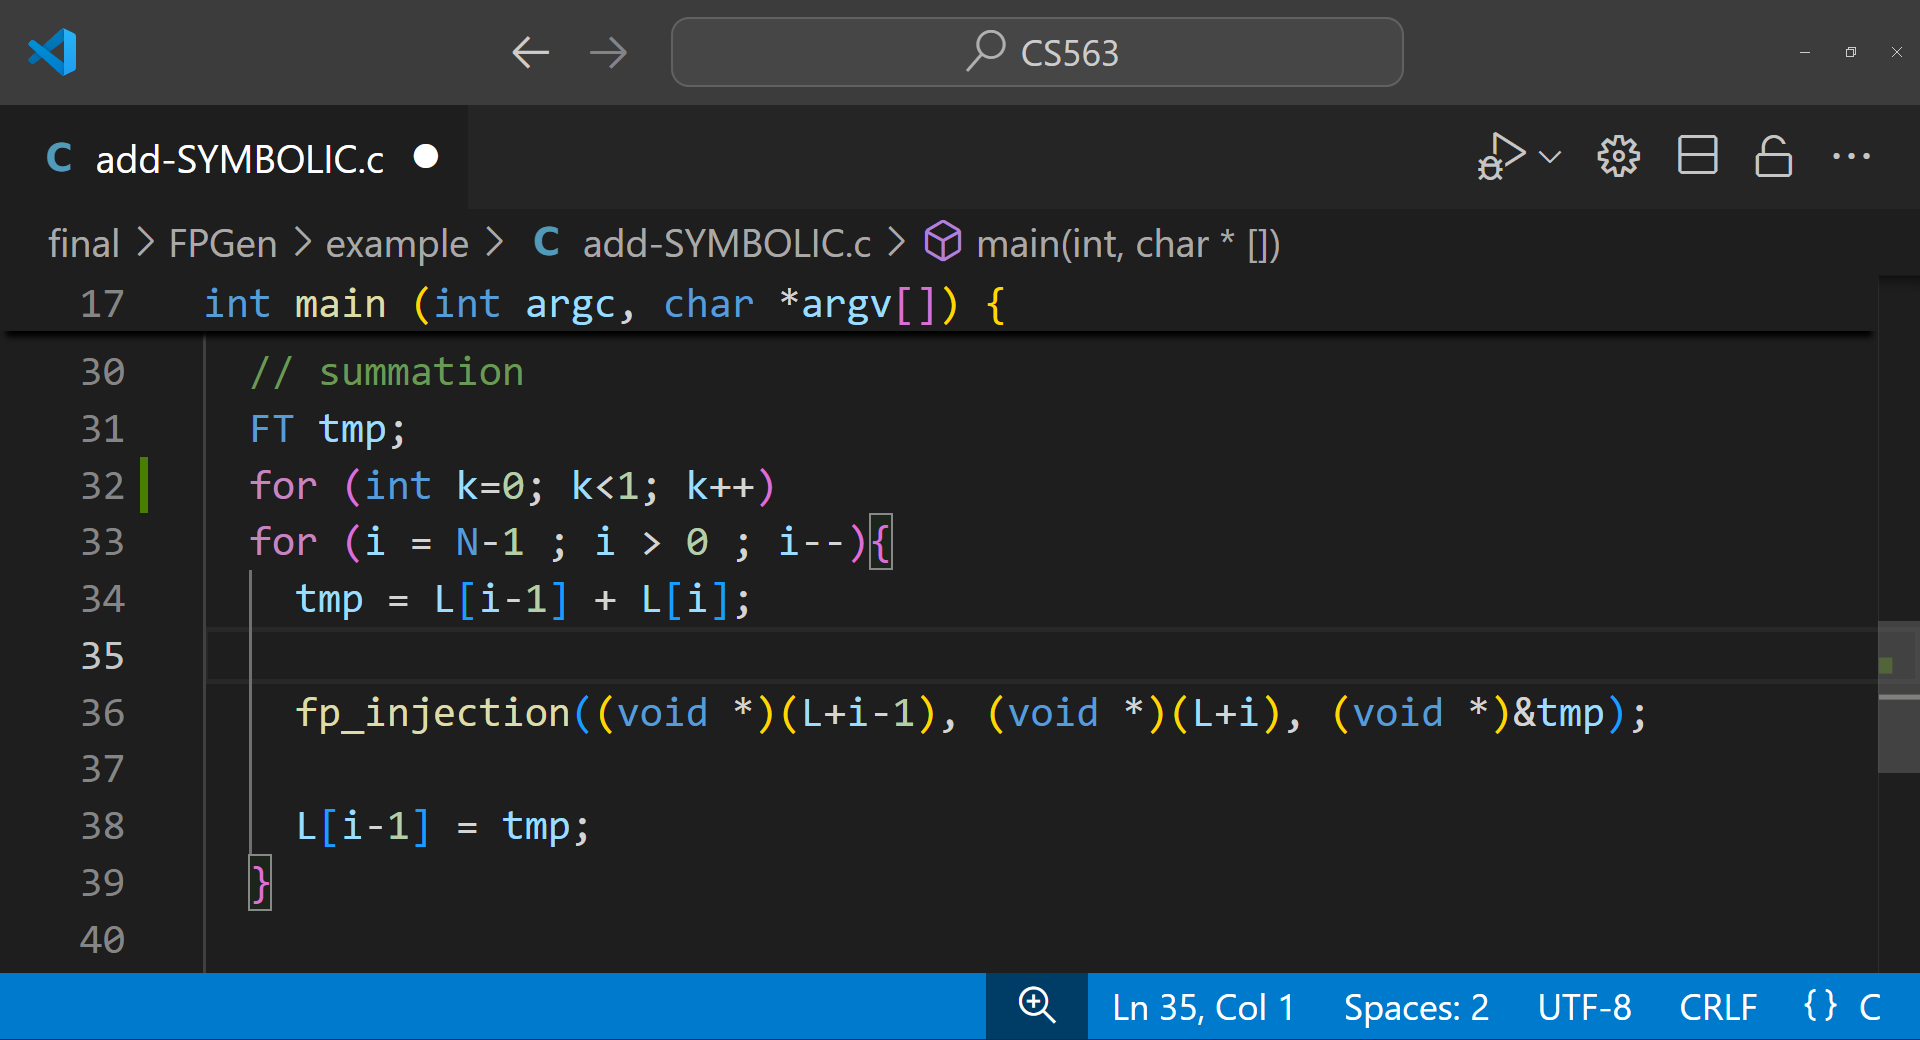 CS563
C add-SYMBOLIC.c
final > FPGen > example > C add-SYMBOLIC.c > main(int, char * [])
17 int main (int argc, char *argv[]) {
30 // summation
31 FT tmp;
32 for (int k=0; k<1; k++)
33 for (i = N-1 ; i > 0 ; i--){
34 tmp = L[i-1] + L[i];
35
36 fp_injection((void *)(L+i-1), (void *)(L+i), (void *)&tmp);
37
38 L[i-1] = tmp;
39 }
40
Ln 35, Col 1 Spaces: 2 UTF-8 CRLF {} C